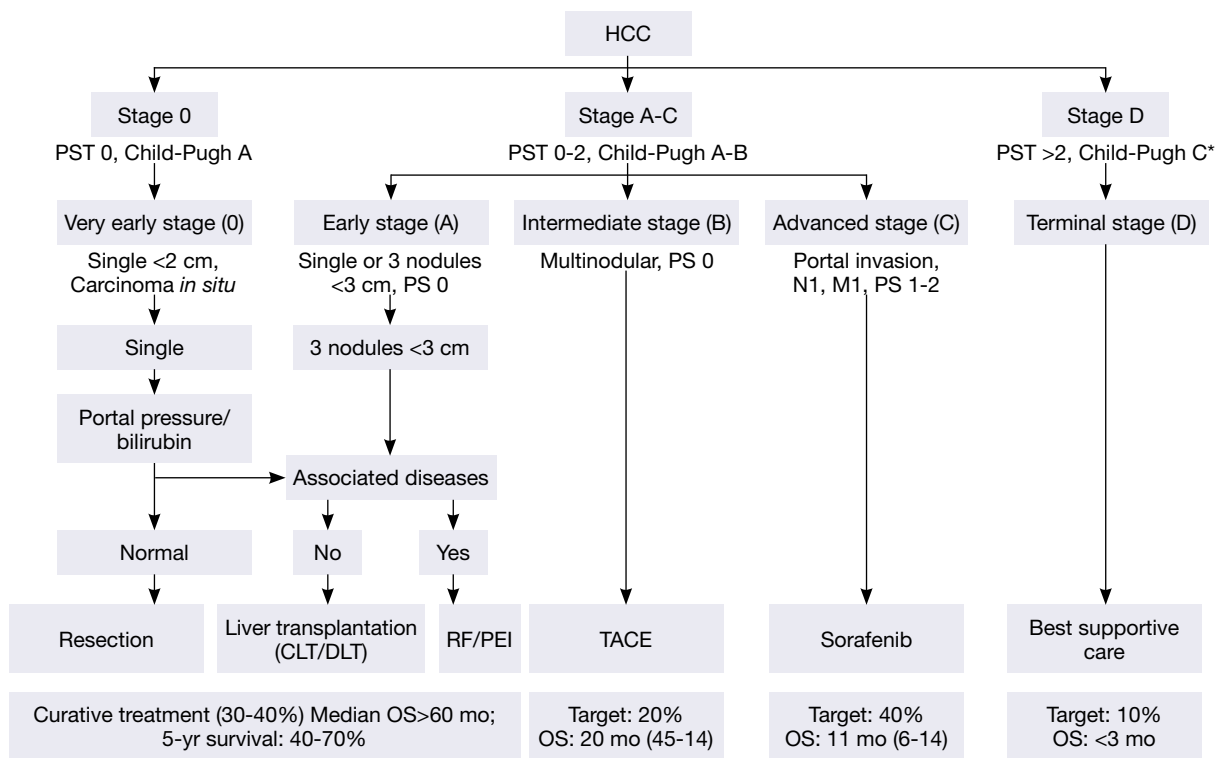 HCC
Stage 0
Stage A-C
Stage D
PST 0, Child-Pugh A
PST 0-2, Child-Pugh A-B
PST >2, Child-Pugh C*
Very early stage (0)
Early stage (A)
Intermediate stage (B)
Advanced stage (C)
Terminal stage (D)
Single <2 cm,
Carcinoma in situ
Single or 3 nodules
<3 cm, PS 0
Multinodular, PS 0
Portal invasion,
N1, M1, PS 1-2
Single
3 nodules <3 cm
Portal pressure/
bilirubin
Associated diseases
Normal
No
Yes
Resection
Liver transplantation
(CLT/DLT)
RF/PEI
TACE
Sorafenib
Best supportive
care
Curative treatment (30-40%) Median OS>60 mo;
5-yr survival: 40-70%
Target: 20%
OS: 20 mo (45-14)
Target: 40%
OS: 11 mo (6-14)
Target: 10%
OS: <3 mo